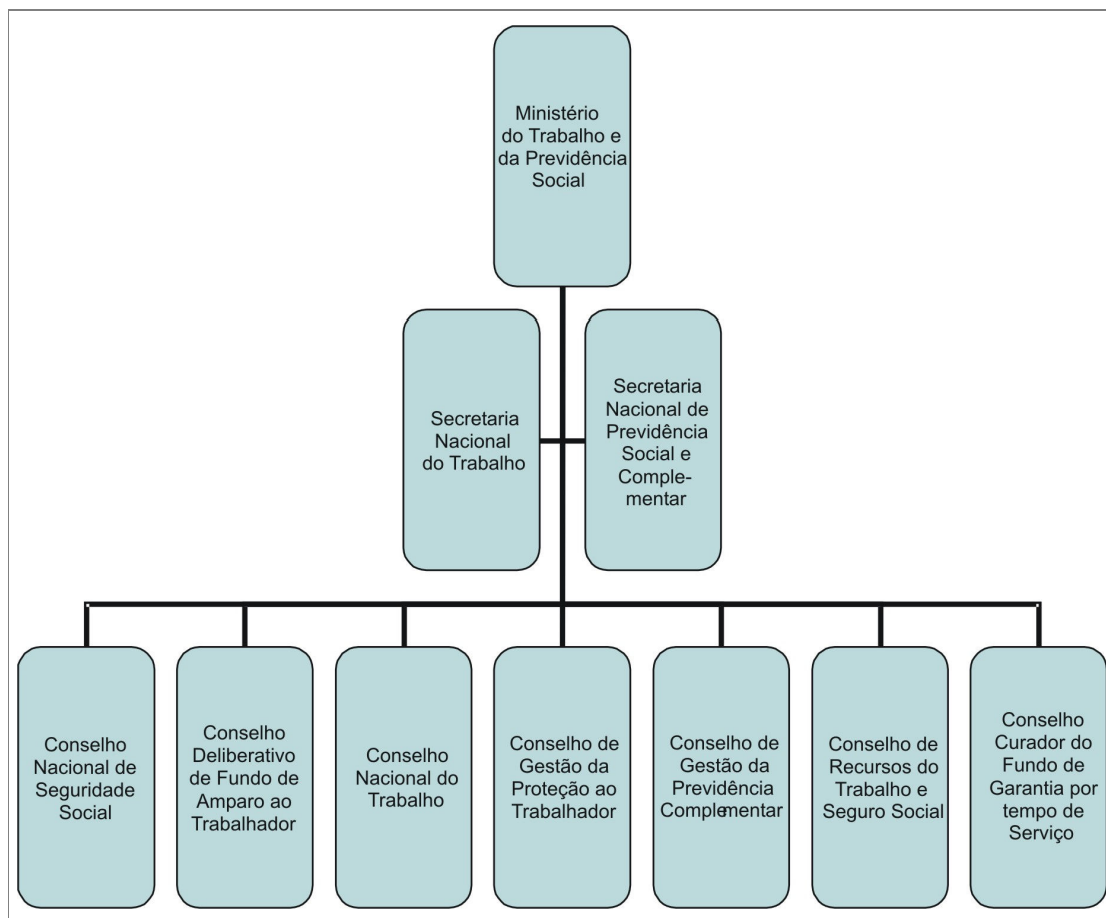 Ministério
do Trabalho e
da Previdência
Social
Secretaria
Nacional
do Trabalho
Secretaria
Nacional de
Previdência
Social e
Comple-
mentar
Conselho
Nacional de
Seguridade
Social
Conselho
Deliberativo
de Fundo de
Amparo ao
Trabalhador
Conselho
Nacional do
Trabalho
Conselho de
Gestão da
Proteção ao
Trabalhador
Conselho de
Gestão da
Previdência
Complementar
Conselho de
Recursos do
Trabalho e
Seguro Social
Conselho
Curador do
Fundo de
Garantia por
tempo de
Serviço